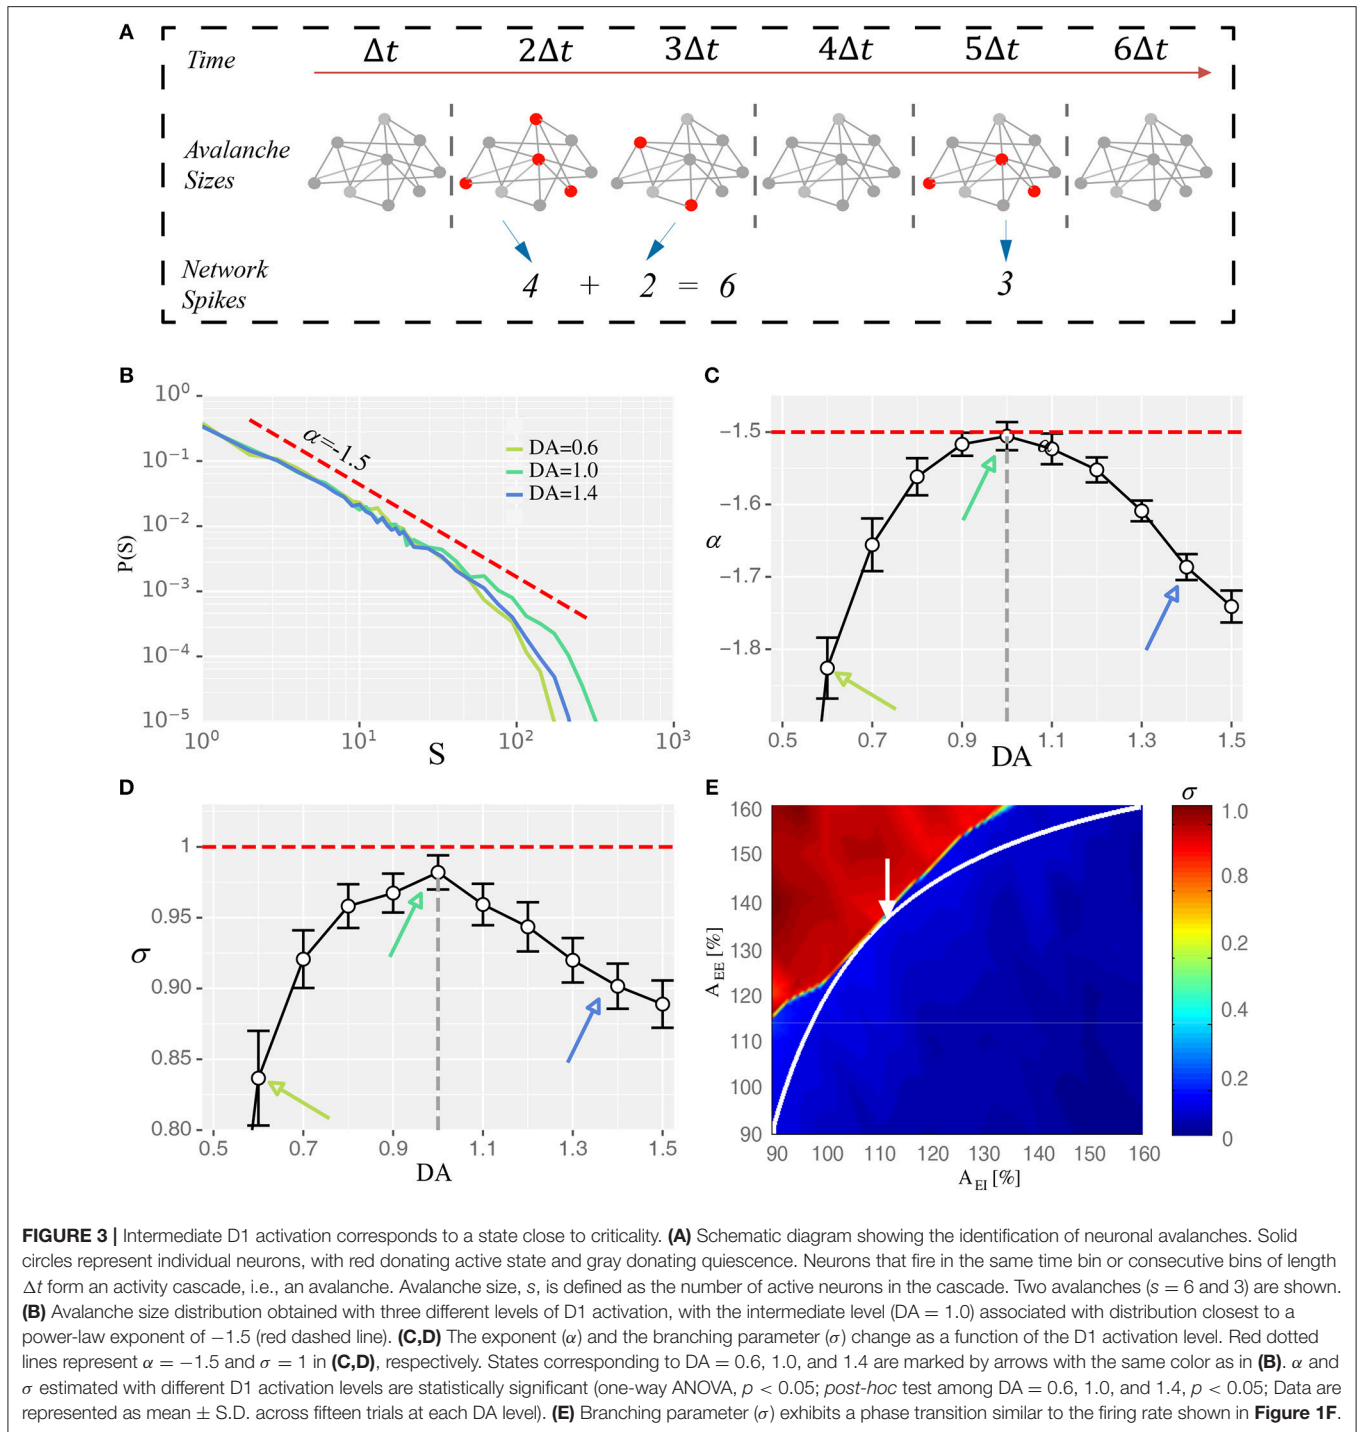 A
Time
Δt 2Δt 3Δt 4Δt 5Δt 6Δt
Avalanche
Sizes
Network
Spikes
4 + 2 = 6 3
B
10⁰
10⁻¹
10⁻²
10⁻³
10⁻⁴
10⁻⁵
P(S)
α=-1.5
DA=0.6
DA=1.0
DA=1.4
10⁰ 10¹ 10² 10³
S
C
−1.5
−1.6
−1.7
−1.8
α
α
0.5 0.7 0.9 1.1 1.3 1.5
DA
D
1
0.95
0.90
0.85
0.80
σ
0.5 0.7 0.9 1.1 1.3 1.5
DA
E
160
150
140
130
120
110
100
90
A_EE [%]
90 100 110 120 130 140 150 160
A_EI [%]
σ
1.0
0.8
0.2
0.4
0.2
0
FIGURE 3 | Intermediate D1 activation corresponds to a state close to criticality. (A) Schematic diagram showing the identification of neuronal avalanches. Solid
circles represent individual neurons, with red donating active state and gray donating quiescence. Neurons that fire in the same time bin or consecutive bins of length
Δt form an activity cascade, i.e., an avalanche. Avalanche size, s, is defined as the number of active neurons in the cascade. Two avalanches (s = 6 and 3) are shown.
(B) Avalanche size distribution obtained with three different levels of D1 activation, with the intermediate level (DA = 1.0) associated with distribution closest to a
power-law exponent of −1.5 (red dashed line). (C,D) The exponent (α) and the branching parameter (σ) change as a function of the D1 activation level. Red dotted
lines represent α = −1.5 and σ = 1 in (C,D), respectively. States corresponding to DA = 0.6, 1.0, and 1.4 are marked by arrows with the same color as in (B). α and
σ estimated with different D1 activation levels are statistically significant (one-way ANOVA, p < 0.05; post-hoc test among DA = 0.6, 1.0, and 1.4, p < 0.05; Data are
represented as mean ± S.D. across fifteen trials at each DA level). (E) Branching parameter (σ) exhibits a phase transition similar to the firing rate shown in Figure 1F.